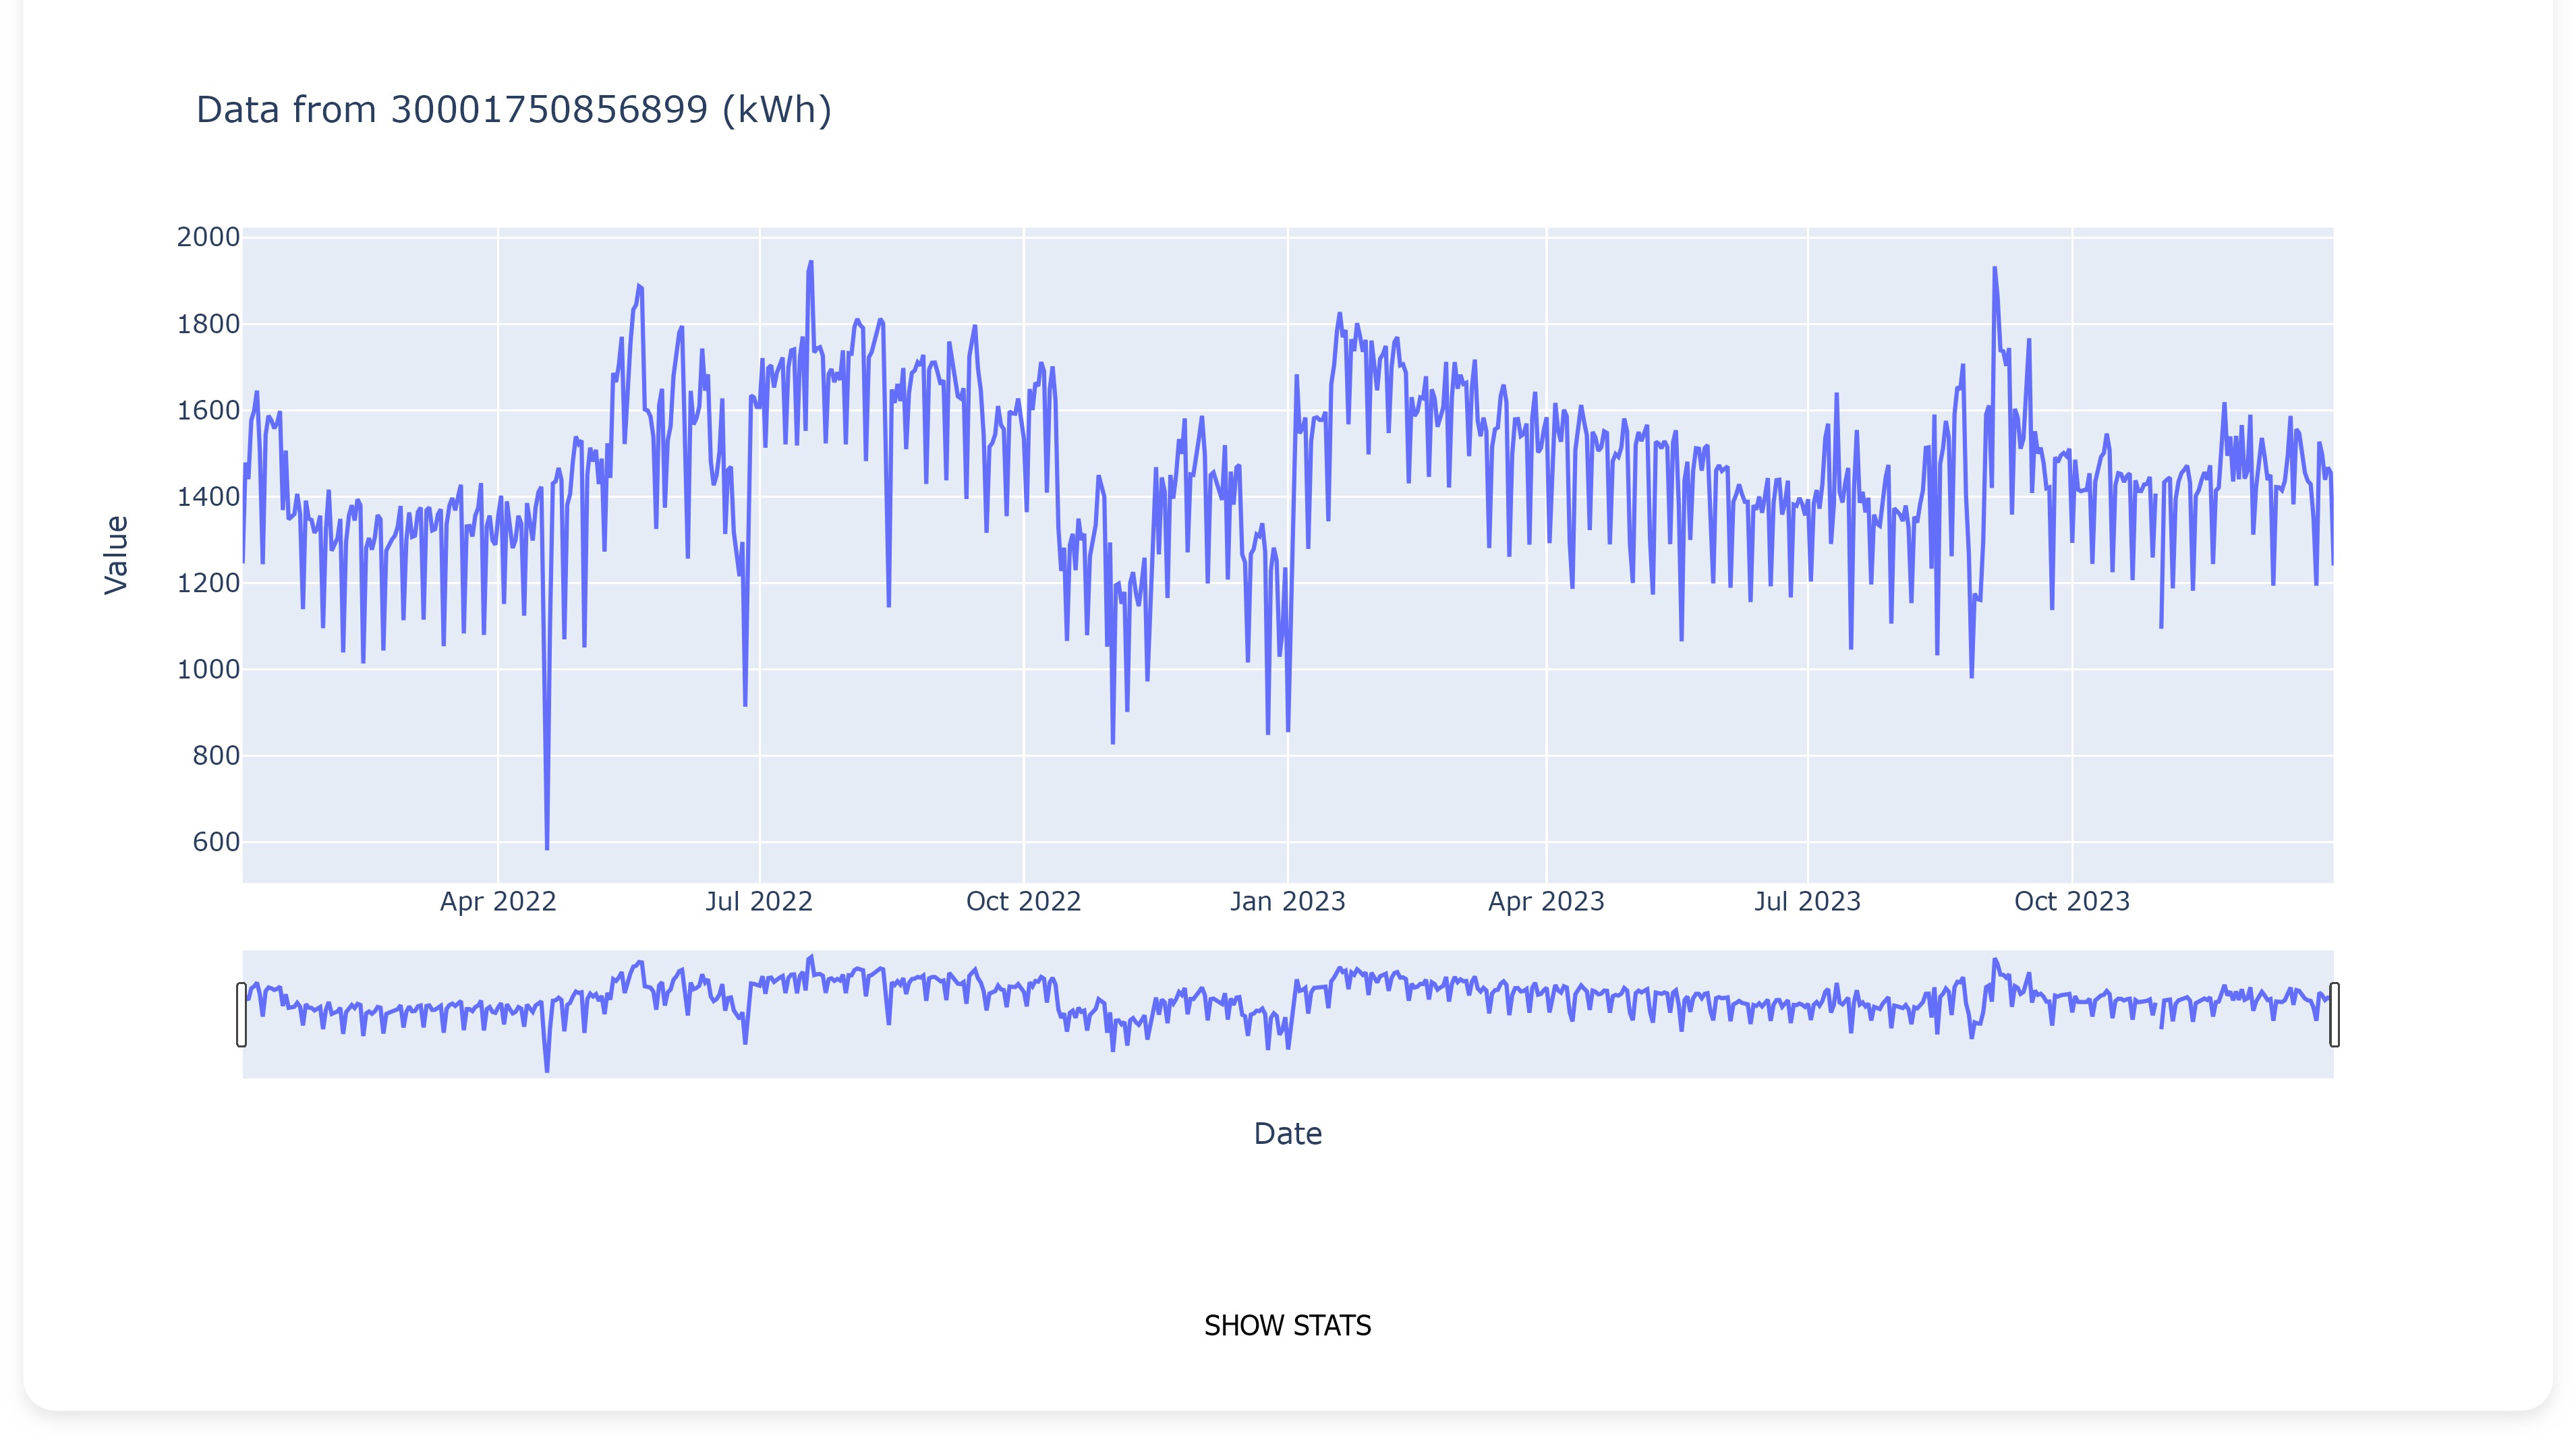 Data from 30001750856899 (kWh)
2000
1800
1600
1400
1200
1000
800
600
Value
Apr 2022
Jul 2022
Oct 2022
Jan 2023
Apr 2023
Jul 2023
Oct 2023
Date
SHOW STATS